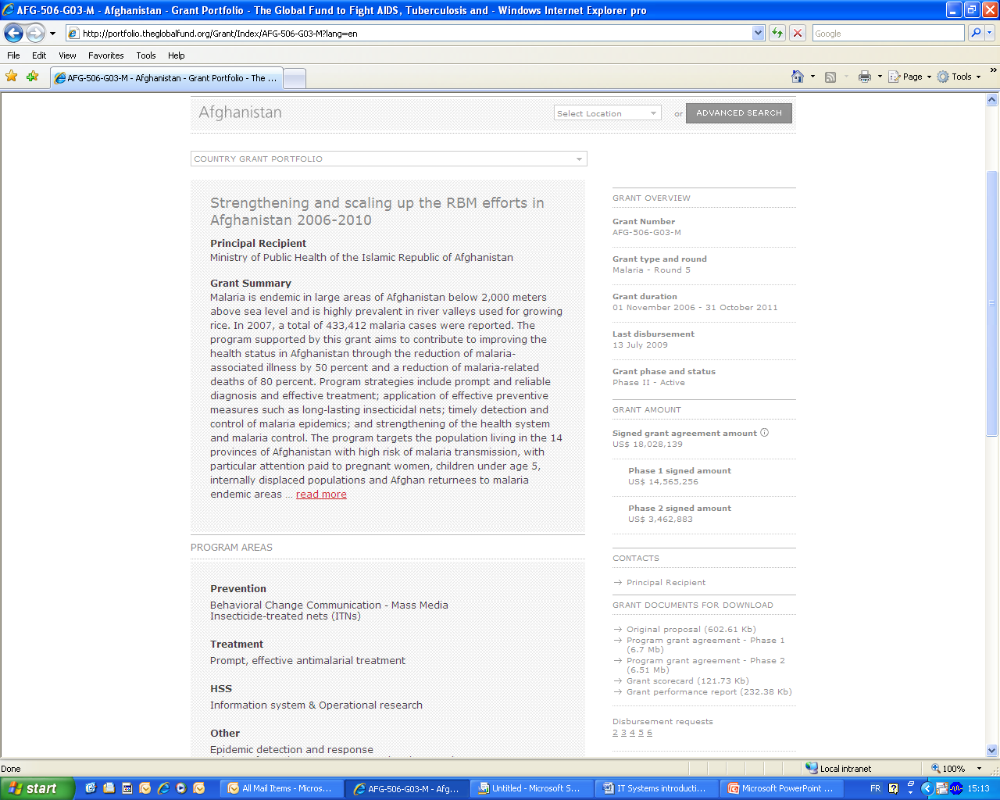 AFG-506-G03-M - Afghanistan - Grant Portfolio - The Global Fund to Fight AIDS, Tuberculosis and - Windows Internet Explorer pro
http://portfolio.theglobalfund.org/Grant/Index/AFG-506-G03-M?lang=en
Google
File Edit View Favorites Tools Help
AFG-506-G03-M - Afghanistan - Grant Portfolio - The ...
Page Tools
Afghanistan
Select Location or ADVANCED SEARCH
COUNTRY GRANT PORTFOLIO
Strengthening and scaling up the RBM efforts in
Afghanistan 2006-2010
Principal Recipient
Ministry of Public Health of the Islamic Republic of Afghanistan
Grant Summary
Malaria is endemic in large areas of Afghanistan below 2,000 meters
above sea level and is highly prevalent in river valleys used for growing
rice. In 2007, a total of 433,412 malaria cases were reported. The
program supported by this grant aims to contribute to improving the
health status in Afghanistan through the reduction of malaria-
associated illness by 50 percent and a reduction of malaria-related
deaths of 80 percent. Program strategies include prompt and reliable
diagnosis and effective treatment; application of effective preventive
measures such as long-lasting insecticidal nets; timely detection and
control of malaria epidemics; and strengthening of the health system
and malaria control. The program targets the population living in the 14
provinces of Afghanistan with high risk of malaria transmission, with
particular attention paid to pregnant women, children under age 5,
internally displaced populations and Afghan returnees to malaria
endemic areas ... read more
PROGRAM AREAS
Prevention
Behavioral Change Communication - Mass Media
Insecticide-treated nets (ITNs)
Treatment
Prompt, effective antimalarial treatment
HSS
Information system & Operational research
Other
Epidemic detection and response
GRANT OVERVIEW
Grant Number
AFG-506-G03-M
Grant type and round
Malaria - Round 5
Grant duration
01 November 2006 - 31 October 2011
Last disbursement
13 July 2009
Grant phase and status
Phase II - Active
GRANT AMOUNT
Signed grant agreement amount
US$ 18,028,139
Phase 1 signed amount
US$ 14,565,256
Phase 2 signed amount
US$ 3,462,883
CONTACTS
Principal Recipient
GRANT DOCUMENTS FOR DOWNLOAD
Original proposal (602.61 Kb)
Program grant agreement - Phase 1
(6.7 Mb)
Program grant agreement - Phase 2
(6.51 Mb)
Grant scorecard (121.73 Kb)
Grant performance report (232.38 Kb)
Disbursement requests
2 3 4 5 6
Done Local intranet 100%
start All Mail Items - Micros... AFG-506-G03-M - Afg... Untitled - Microsoft S... IT Systems introducti... Microsoft PowerPoint ... FR 15:13